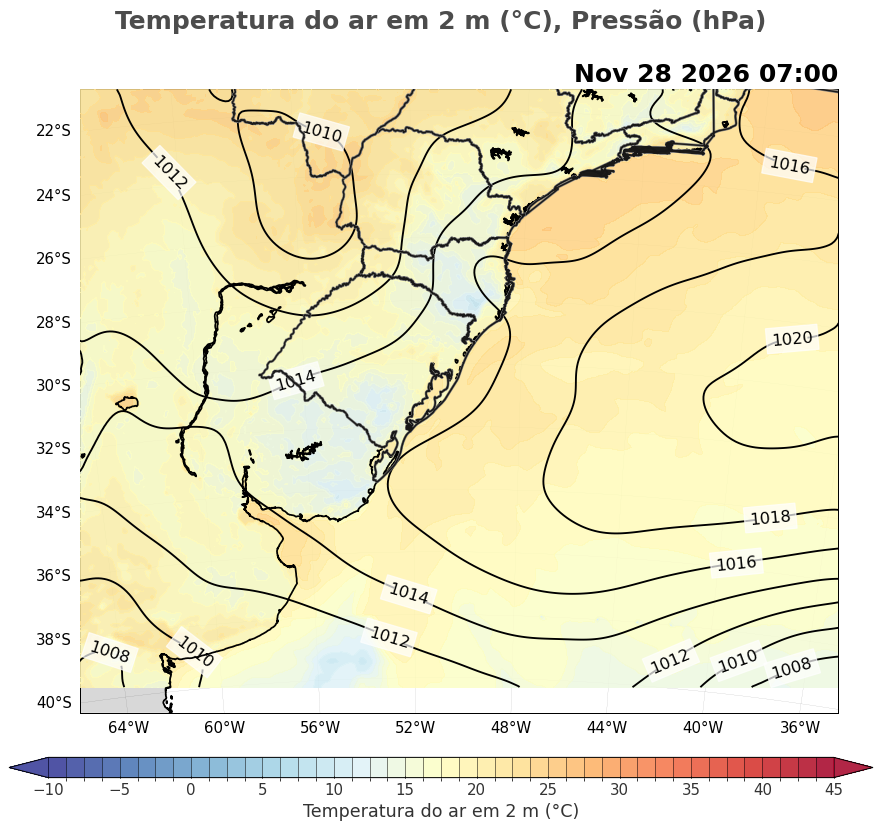 Temperatura do ar em 2 m (°C), Pressão (hPa)
Nov 28 2026 07:00
22°S
24°S
26°S
28°S
30°S
32°S
34°S
36°S
38°S
40°S
1010
1012
1016
1020
1014
1018
1016
1014
1012
1008
1010
1012
1010
1008
64°W 60°W 56°W 52°W 48°W 44°W 40°W 36°W
−10 −5 0 5 10 15 20 25 30 35 40 45
Temperatura do ar em 2 m (°C)